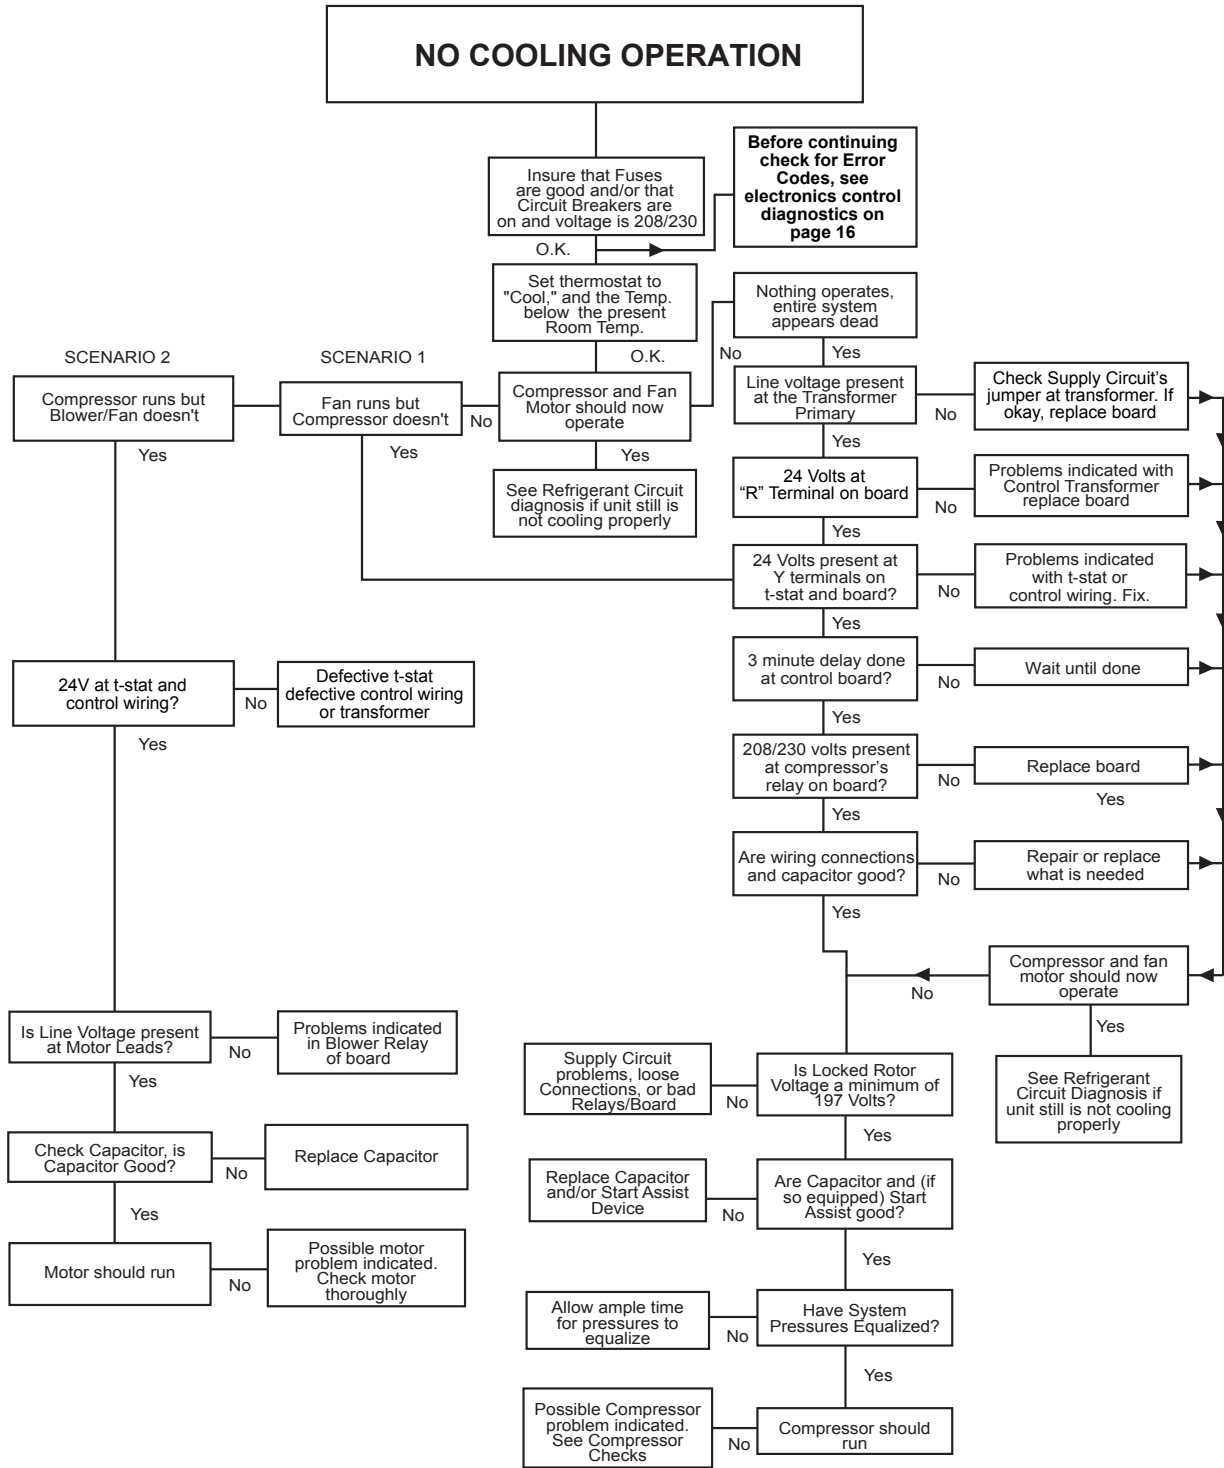 NO COOLING OPERATION
Insure that Fuses
are good and/or that
Circuit Breakers are
on and voltage is 208/230
Before continuing
check for Error
Codes, see
electronics control
diagnostics on
page 16
O.K.
Set thermostat to
"Cool," and the Temp.
below the present
Room Temp.
Nothing operates,
entire system
appears dead
O.K.
No
Yes
SCENARIO 2
SCENARIO 1
Compressor runs but
Blower/Fan doesn't
Yes
Fan runs but
Compressor doesn't
No
Yes
Compressor and Fan
Motor should now
operate
Yes
See Refrigerant Circuit
diagnosis if unit still is
not cooling properly
Line voltage present
at the Transformer
Primary
No
Check Supply Circuit’s
jumper at transformer. If
okay, replace board
Yes
24 Volts at
“R” Terminal on board
No
Problems indicated with
Control Transformer
replace board
Yes
24 Volts present at
Y terminals on
t-stat and board?
No
Problems indicated
with t-stat or
control wiring. Fix.
Yes
3 minute delay done
at control board?
No
Wait until done
Yes
24V at t-stat and
control wiring?
No
Defective t-stat
defective control wiring
or transformer
Yes
208/230 volts present
at compressor’s
relay on board?
No
Replace board
Yes
Yes
Are wiring connections
and capacitor good?
No
Repair or replace
what is needed
Yes
Compressor and fan
motor should now
operate
No
Yes
See Refrigerant
Circuit Diagnosis if
unit still is not cooling
properly
Is Line Voltage present
at Motor Leads?
No
Problems indicated
in Blower Relay
of board
Yes
Check Capacitor, is
Capacitor Good?
No
Replace Capacitor
Yes
Motor should run
No
Possible motor
problem indicated.
Check motor
thoroughly
Is Locked Rotor
Voltage a minimum of
197 Volts?
No
Supply Circuit
problems, loose
Connections, or bad
Relays/Board
Yes
Are Capacitor and (if
so equipped) Start
Assist good?
No
Replace Capacitor
and/or Start Assist
Device
Yes
Have System
Pressures Equalized?
No
Allow ample time
for pressures to
equalize
Yes
Compressor should
run
No
Possible Compressor
problem indicated.
See Compressor
Checks